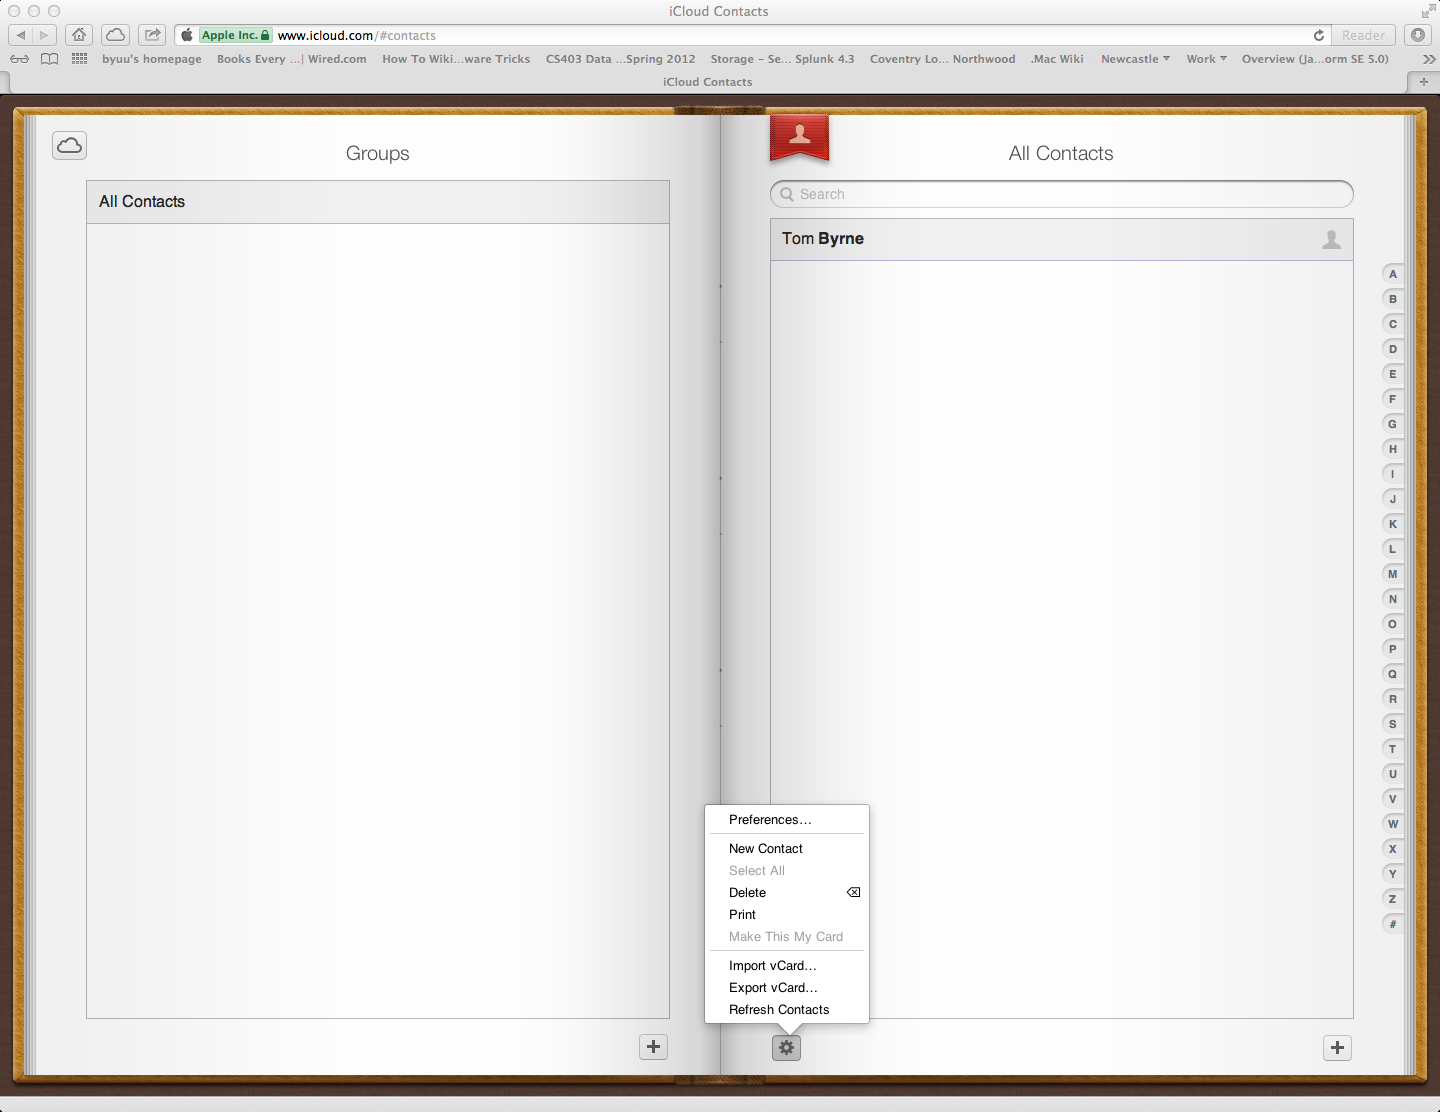 iCloud Contacts
Apple Inc. www.icloud.com/#contacts Reader
byuu's homepage Books Every ...| Wired.com How To Wiki...ware Tricks CS403 Data ...Spring 2012 Storage – Se... Splunk 4.3 Coventry Lo... Northwood .Mac Wiki Newcastle Work Overview (Ja...orm SE 5.0)
iCloud Contacts
Groups
All Contacts
All Contacts
Search
Tom Byrne
A
B
C
D
E
F
G
H
I
J
K
L
M
N
O
P
Q
R
S
T
U
V
W
X
Y
Z
#
Preferences...
New Contact
Select All
Delete
Print
Make This My Card
Import vCard...
Export vCard...
Refresh Contacts